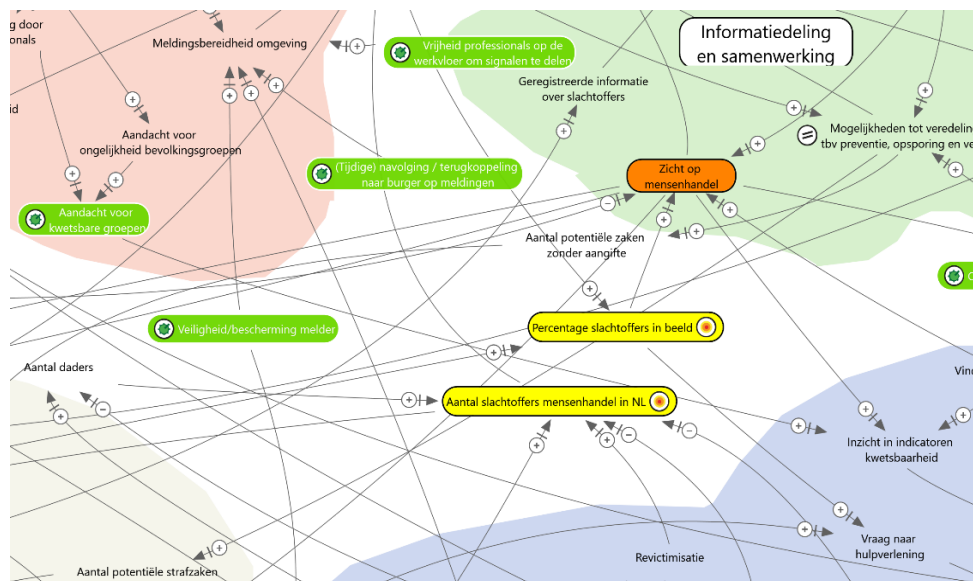 g door
onals
Meldingsbereidheid omgeving
Vrijheid professionals op de
werkvloer om signalen te delen
Informatiedeling
en samenwerking
Geregistreerde informatie
over slachtoffers
id
Aandacht voor
ongelijkheid bevolkingsgroepen
Mogelijkheden tot veredeling
tbv preventie, opsporing en ve
(Tijdige) navolging / terugkoppeling
naar burger op meldingen
Zicht op
mensenhandel
Aandacht voor
kwetsbare groepen
Aantal potentiële zaken
zonder aangifte
Veiligheid/bescherming melder
Percentage slachtoffers in beeld
Aantal daders
Vind
Aantal slachtoffers mensenhandel in NL
Inzicht in indicatoren
kwetsbaarheid
Vraag naar
hulpverlening
Revictimisatie
Aantal potentiële strafzaken